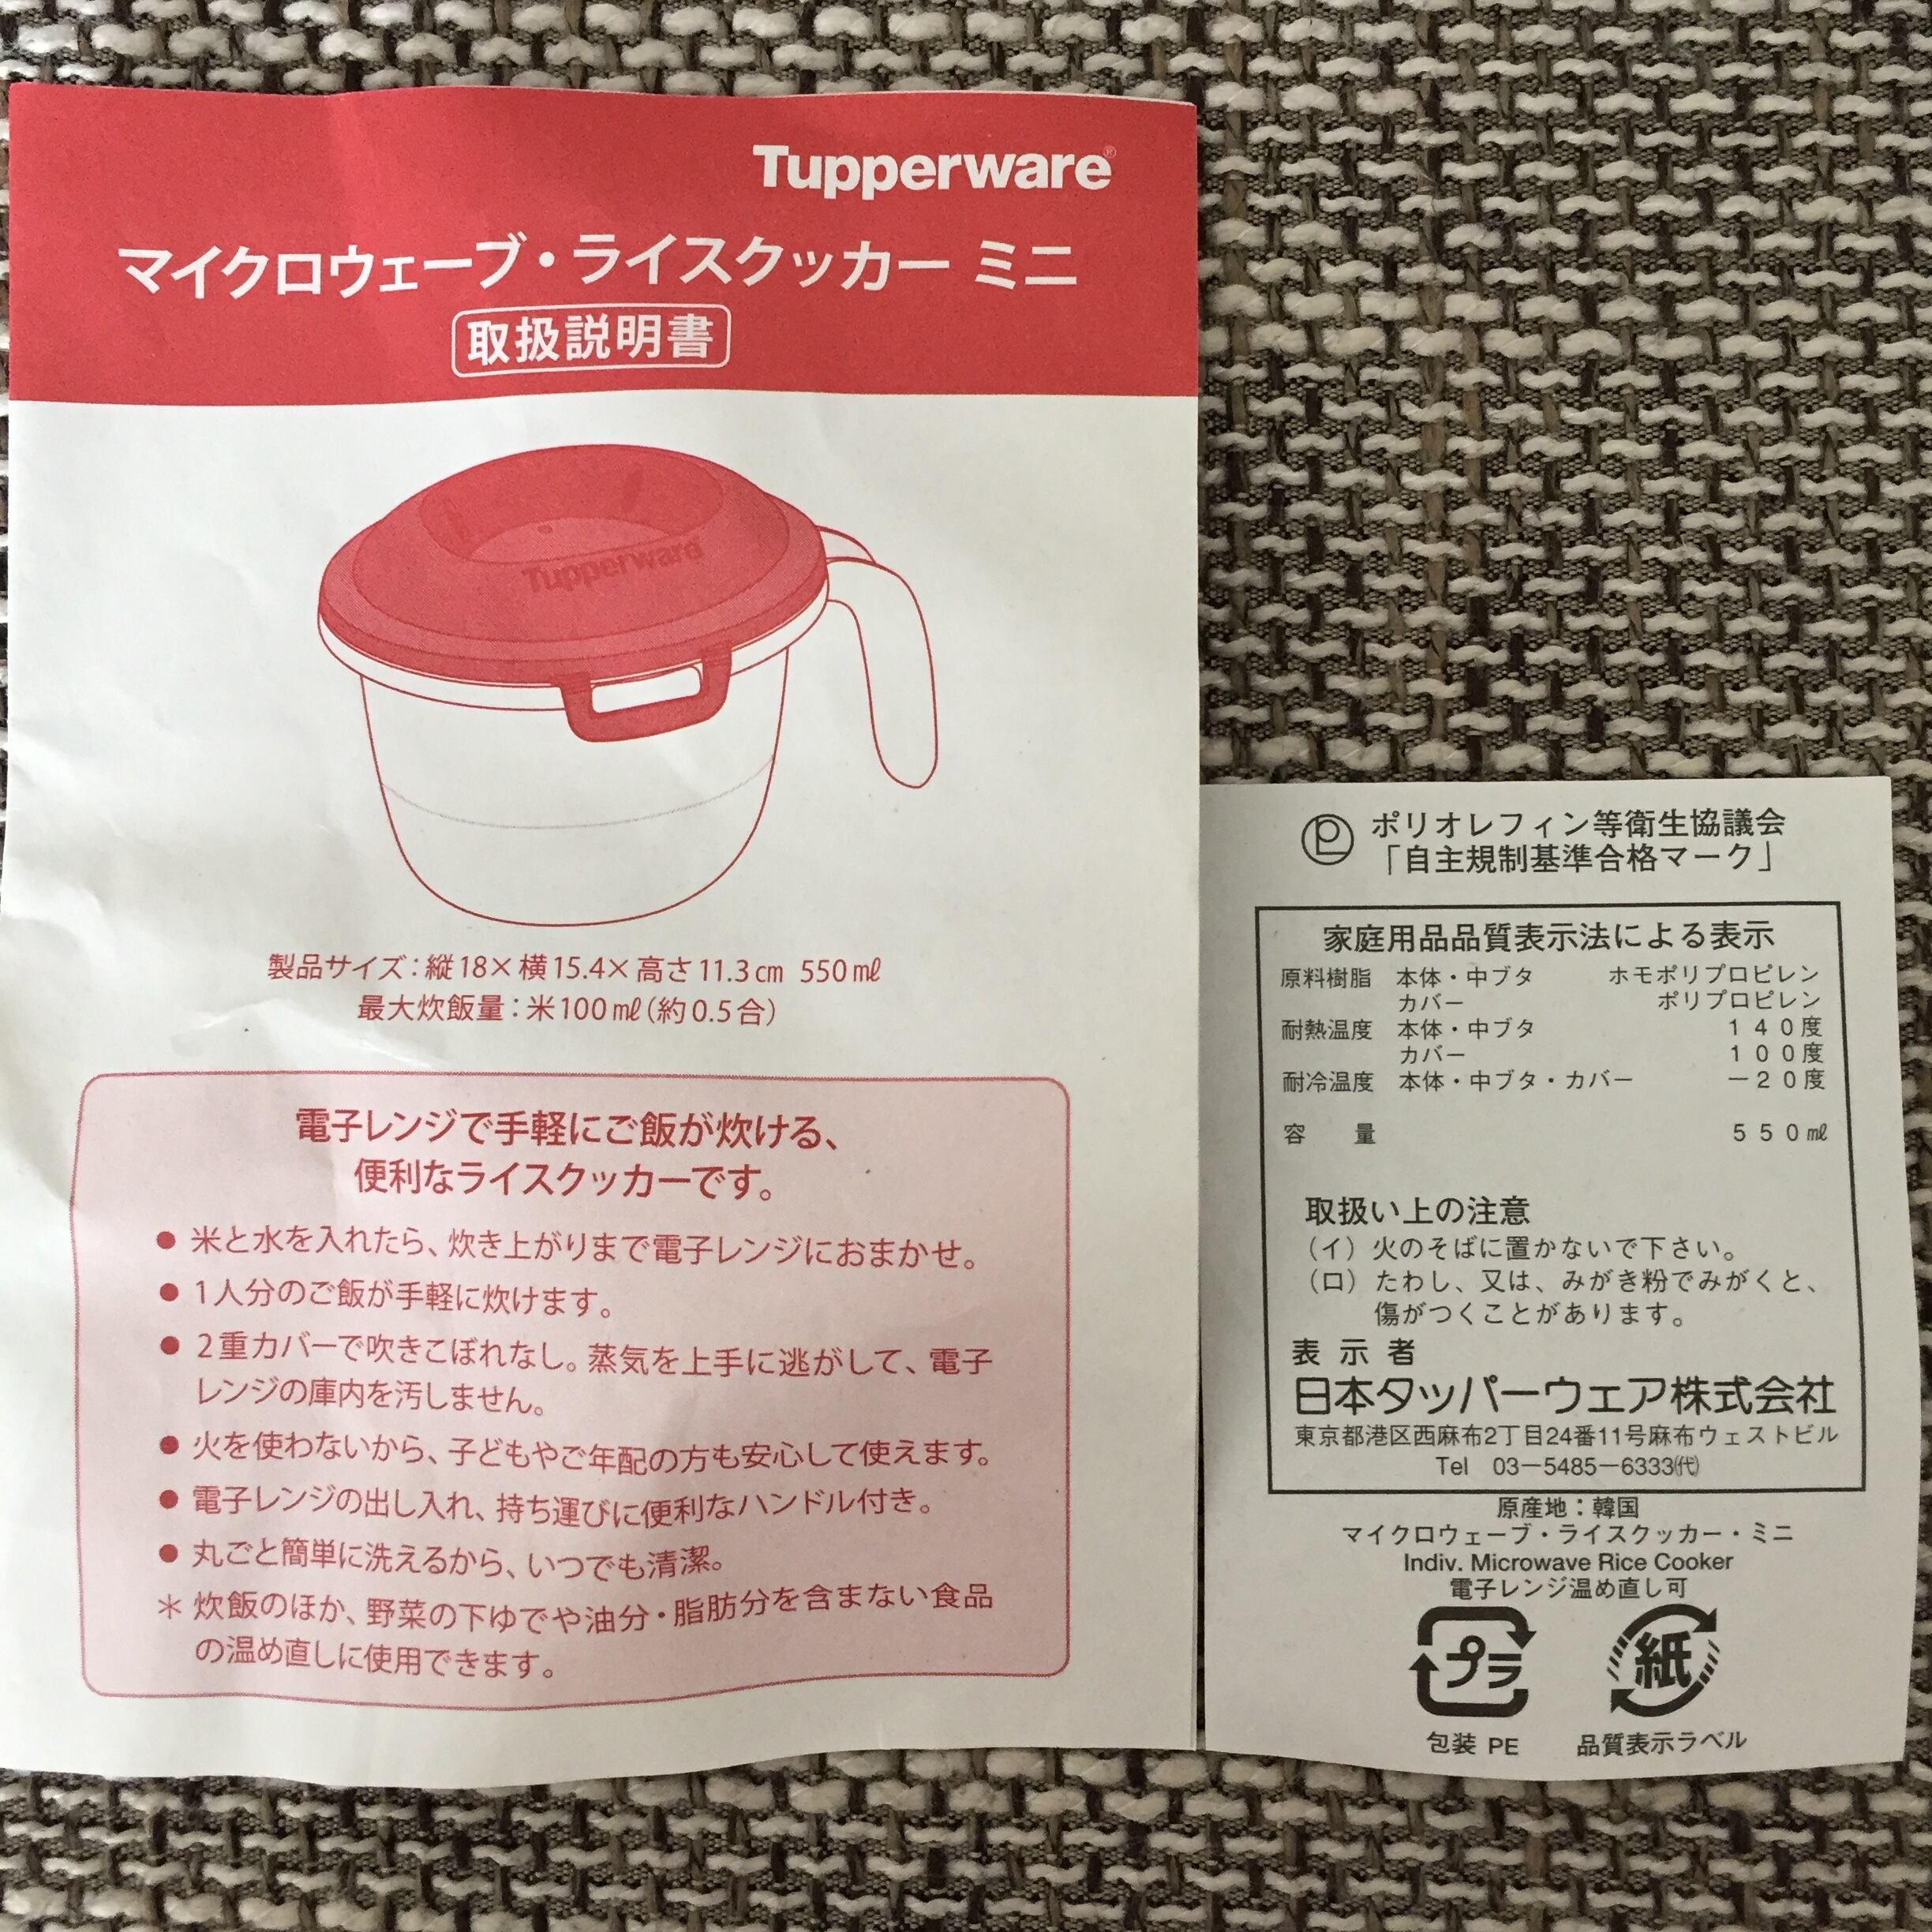 Tupperware®
マイクロウェーブ・ライスクッカー ミニ
取扱説明書
Tupperware
製品サイズ：縦18×横15.4×高さ11.3㎝ 550㎖
最大炊飯量：米100㎖（約0.5合）
電子レンジで手軽にご飯が炊ける、
便利なライスクッカーです。
● 米と水を入れたら、炊き上がりまで電子レンジにおまかせ。
● 1人分のご飯が手軽に炊けます。
● 2重カバーで吹きこぼれなし。蒸気を上手に逃がして、電子
レンジの庫内を汚しません。
● 火を使わないから、子どもやご年配の方も安心して使えます。
● 電子レンジの出し入れ、持ち運びに便利なハンドル付き。
● 丸ごと簡単に洗えるから、いつでも清潔。
＊ 炊飯のほか、野菜の下ゆでや油分・脂肪分を含まない食品
の温め直しに使用できます。
ポリオレフィン等衛生協議会
「自主規制基準合格マーク」
家庭用品品質表示法による表示
原料樹脂 本体・中ブタ ホモポリプロピレン
カバー ポリプロピレン
耐熱温度 本体・中ブタ １４０度
カバー １００度
耐冷温度 本体・中ブタ・カバー －２０度
容 量 ５５０㎖
取扱い上の注意
（イ）火のそばに置かないで下さい。
（ロ）たわし、又は、みがき粉でみがくと、
傷がつくことがあります。
表示者
日本タッパーウェア株式会社
東京都港区西麻布2丁目24番11号麻布ウェストビル
Tel 03－5485－6333㈹
原産地：韓国
マイクロウェーブ・ライスクッカー・ミニ
Indiv. Microwave Rice Cooker
電子レンジ温め直し可
プラ 紙
包装 PE 品質表示ラベル